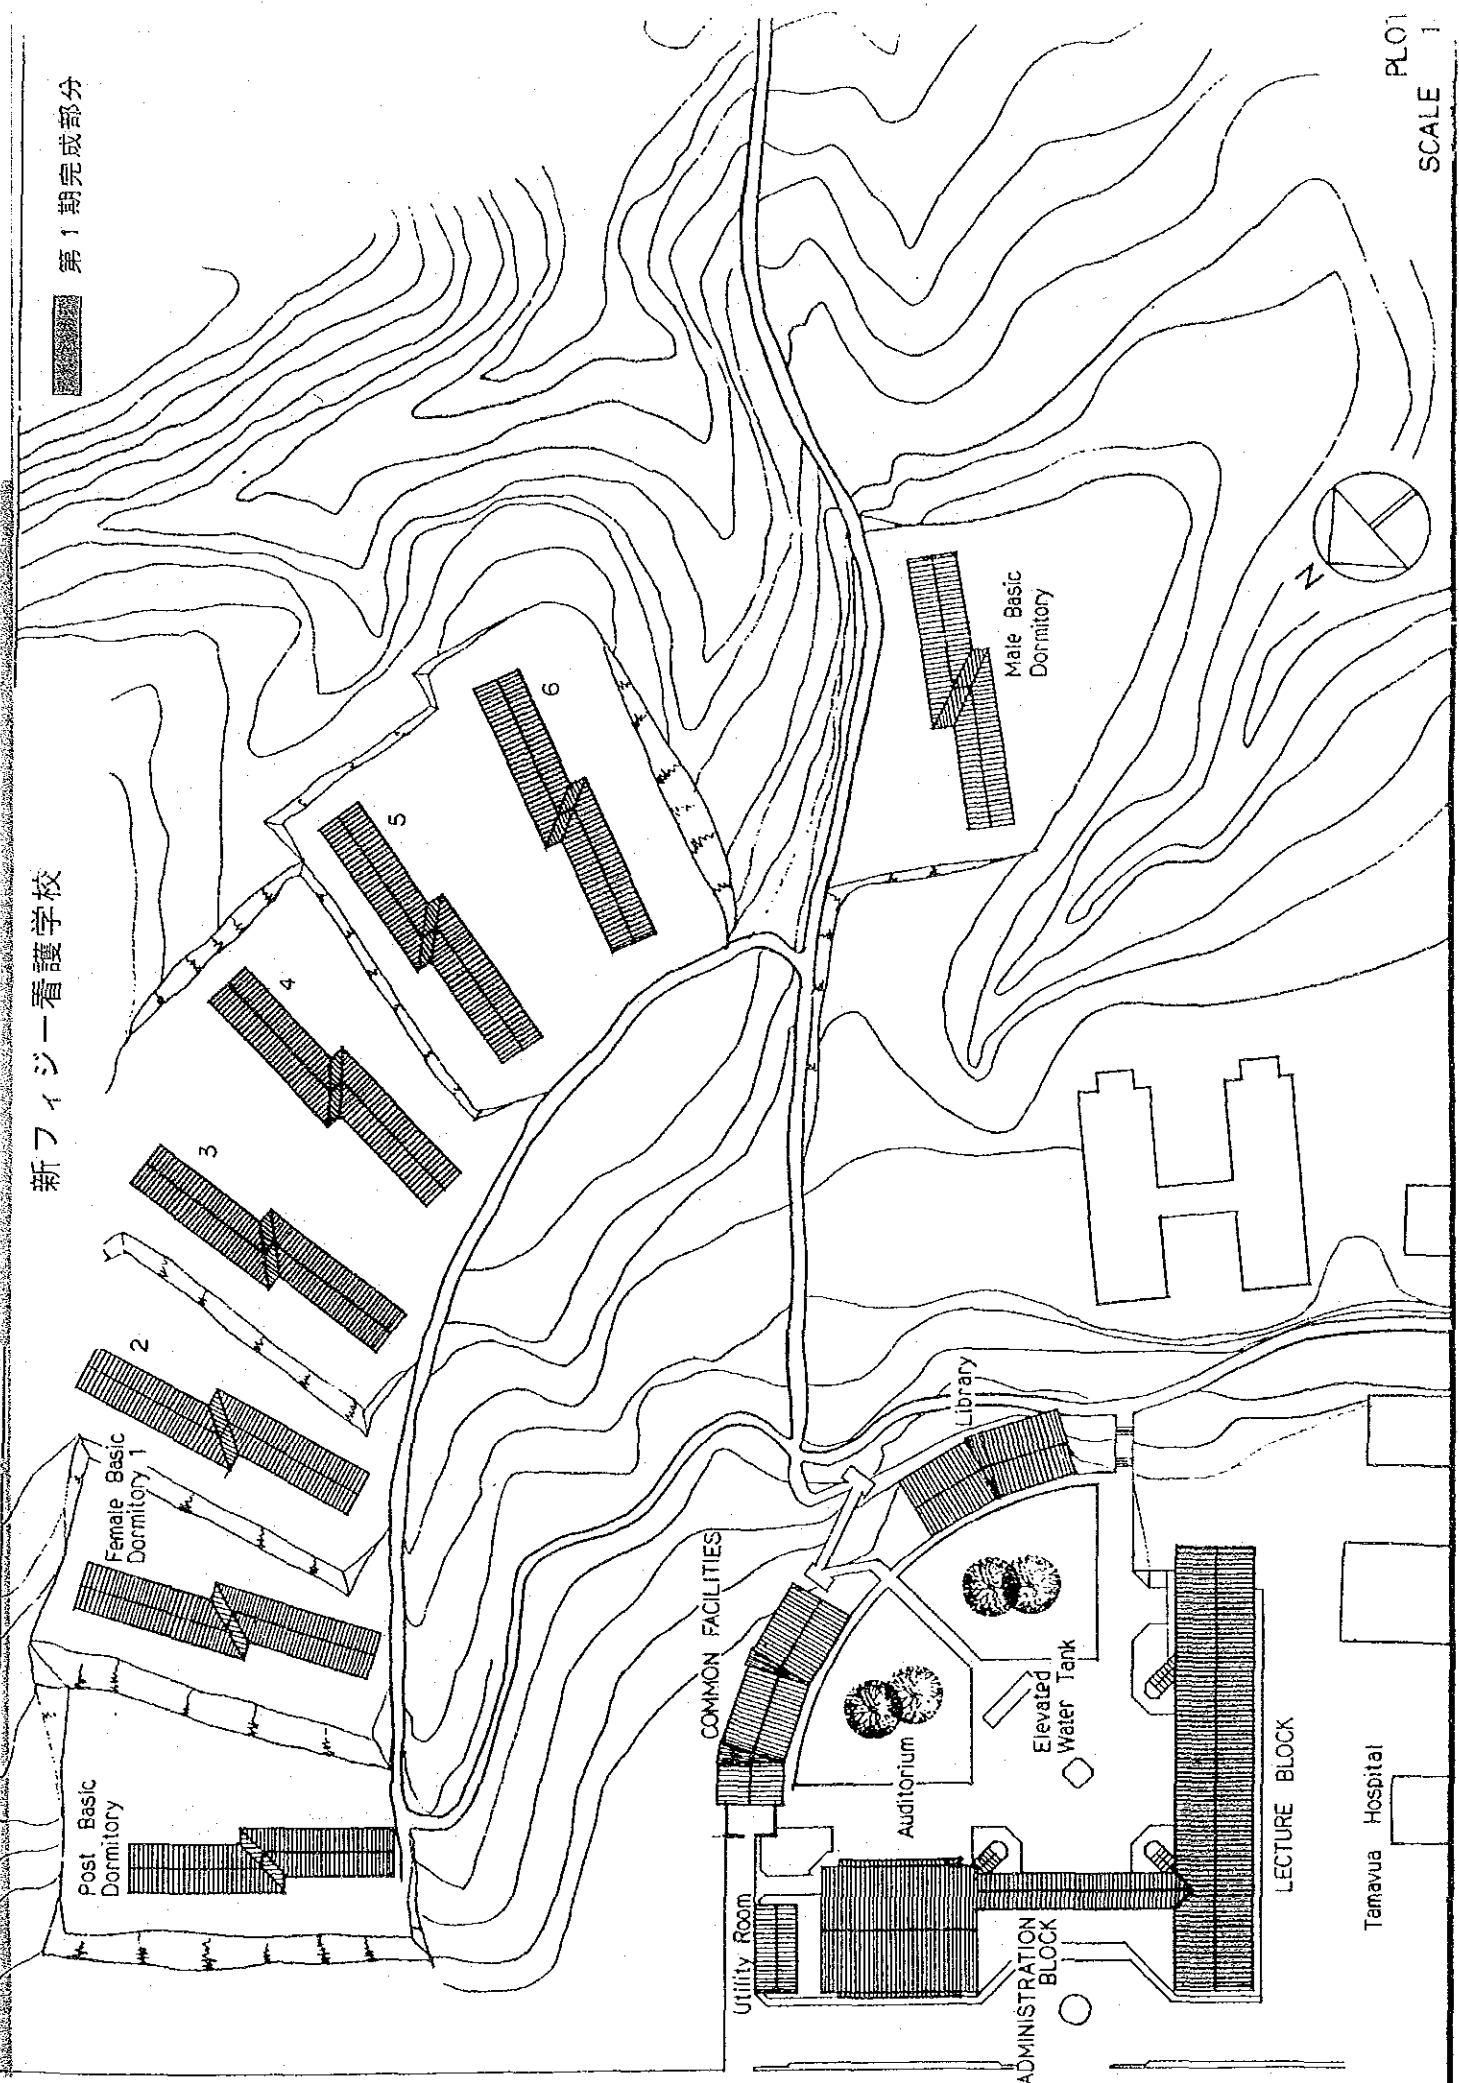 新フィジー看護学校
第1期完成部分
Post Basic
Dormitory
Female Basic
Dormitory 1
2
3
4
5
6
Male Basic
Dormitory
N
COMMON FACILITIES
Library
Utility Room
Auditorium
Elevated
Water Tank
ADMINISTRATION
BLOCK
LECTURE BLOCK
Tamavua Hospital
PLOT
SCALE 1